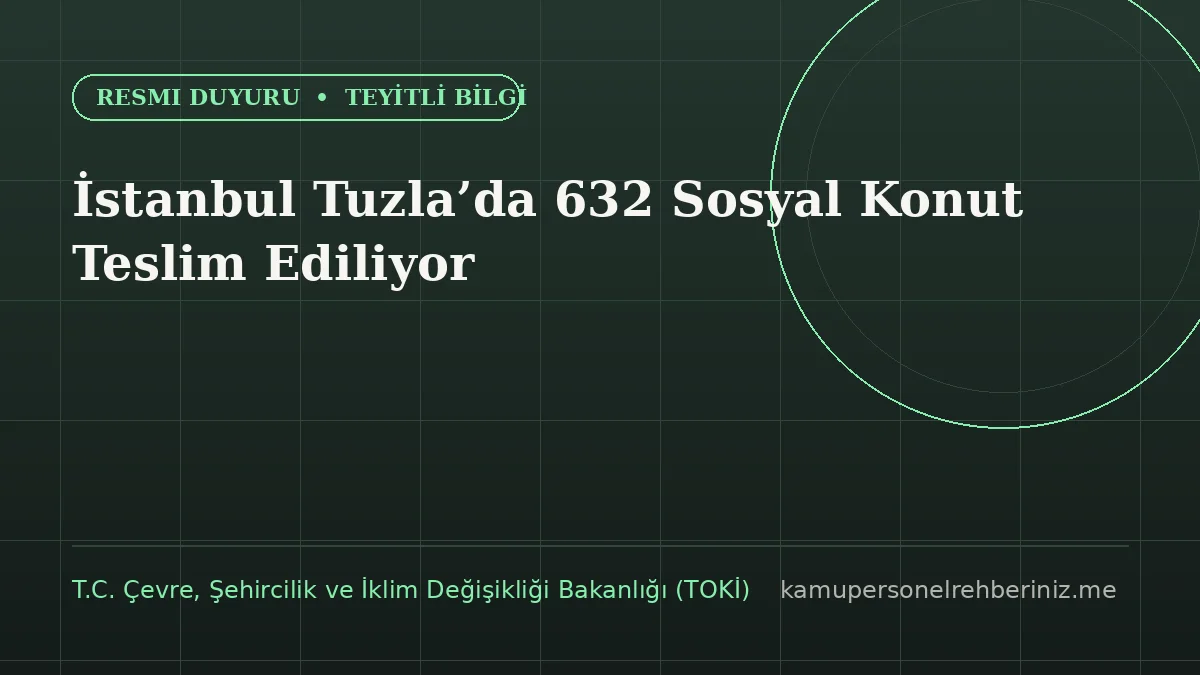 RESMI DUYURU • TEYİTLİ BİLGİ
İstanbul Tuzla’da 632 Sosyal Konut
Teslim Ediliyor
T.C. Çevre, Şehircilik ve İklim Değişikliği Bakanlığı (TOKİ) kamupersonelrehberiniz.me